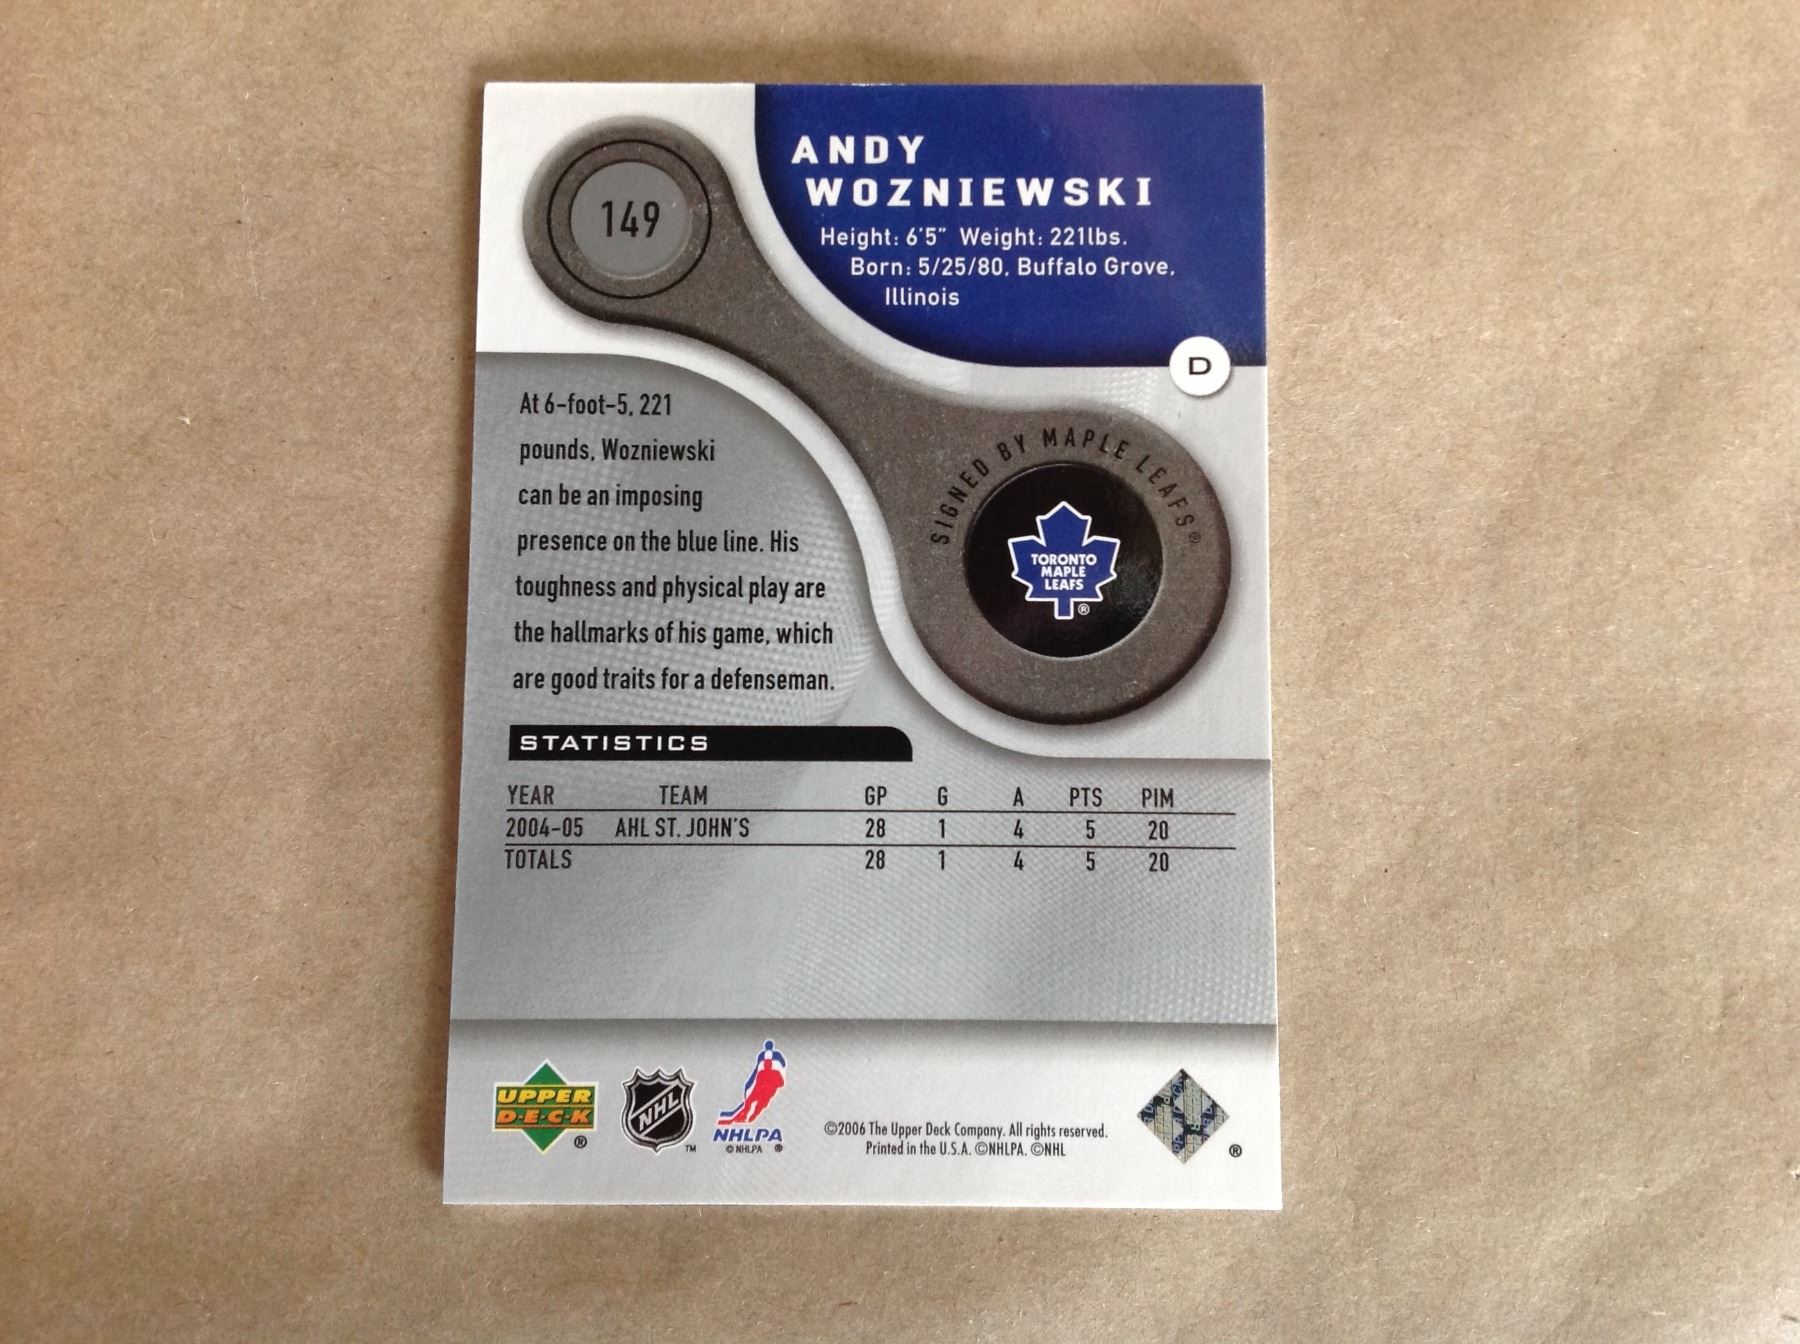 149
ANDY
WOZNIEWSKI
Height: 6'5" Weight: 221lbs.
Born: 5/25/80, Buffalo Grove,
Illinois
D
At 6-foot-5, 221
pounds, Wozniewski
can be an imposing
presence on the blue line. His
toughness and physical play are
the hallmarks of his game, which
are good traits for a defenseman.
SIGNED BY MAPLE LEAFS®
TORONTO
MAPLE
LEAFS
®
STATISTICS
YEAR TEAM GP G A PTS PIM
2004-05 AHL ST. JOHN'S 28 1 4 5 20
TOTALS 28 1 4 5 20
UPPER
D·E·C·K
®
NHL
™
NHLPA
© NHLPA ®
©2006 The Upper Deck Company. All rights reserved.
Printed in the U.S.A. ©NHLPA. ©NHL
®